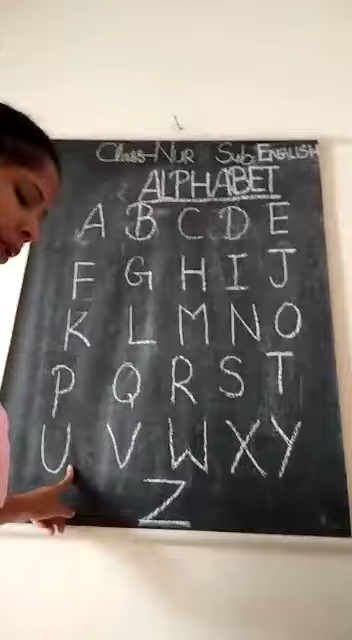 Class-Nur Sub: ENGLISH
ALPHABET
A B C D E
F G H I J
K L M N O
P Q R S T
U V W X Y
Z